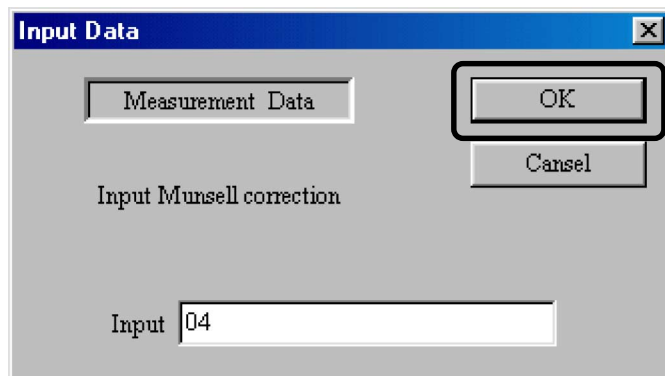 Input Data
Measurement Data
OK
Cansel
Input Munsell correction
Input 04